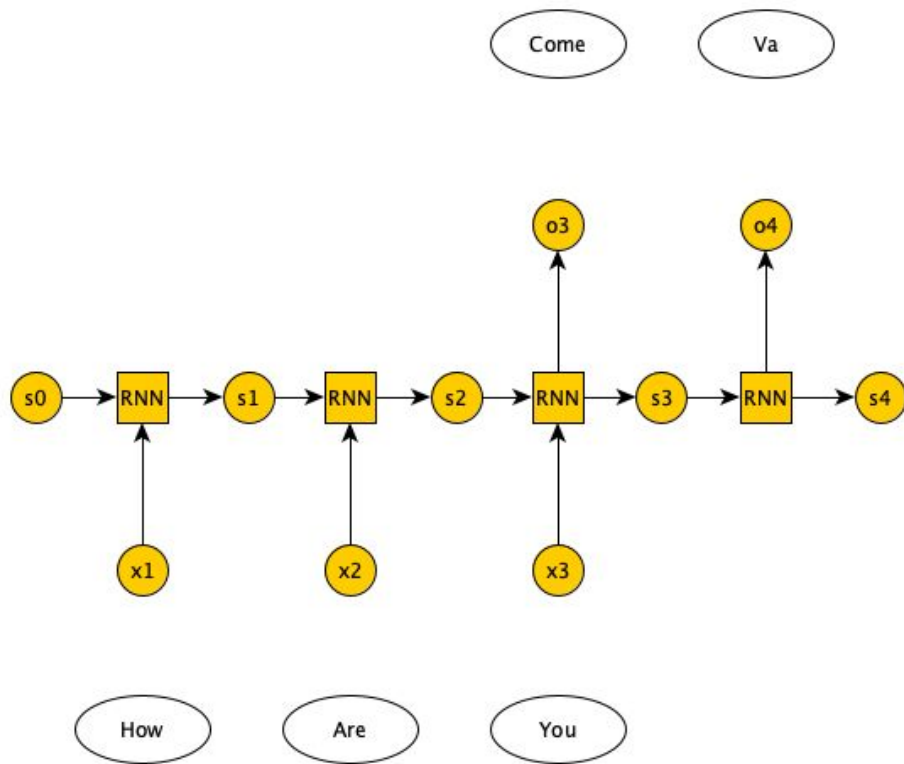 Come Va
o3 o4
s0 RNN s1 RNN s2 RNN s3 RNN s4
x1 x2 x3
How Are You